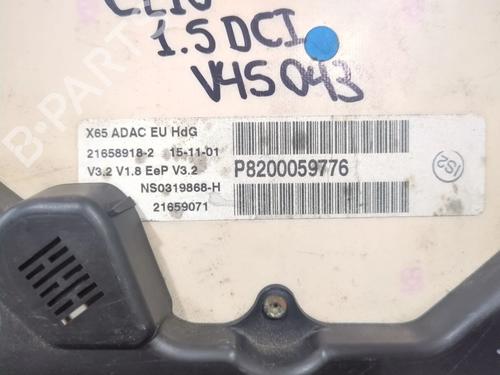 CLIO
1.5 DCI
V45043
X65 ADAC EU HdG
21658918-2 15-11-01
V3.2 V1.8 EeP V3.2
P8200059776
NS0319868-H
21659071
(IS2)
B-PARTS